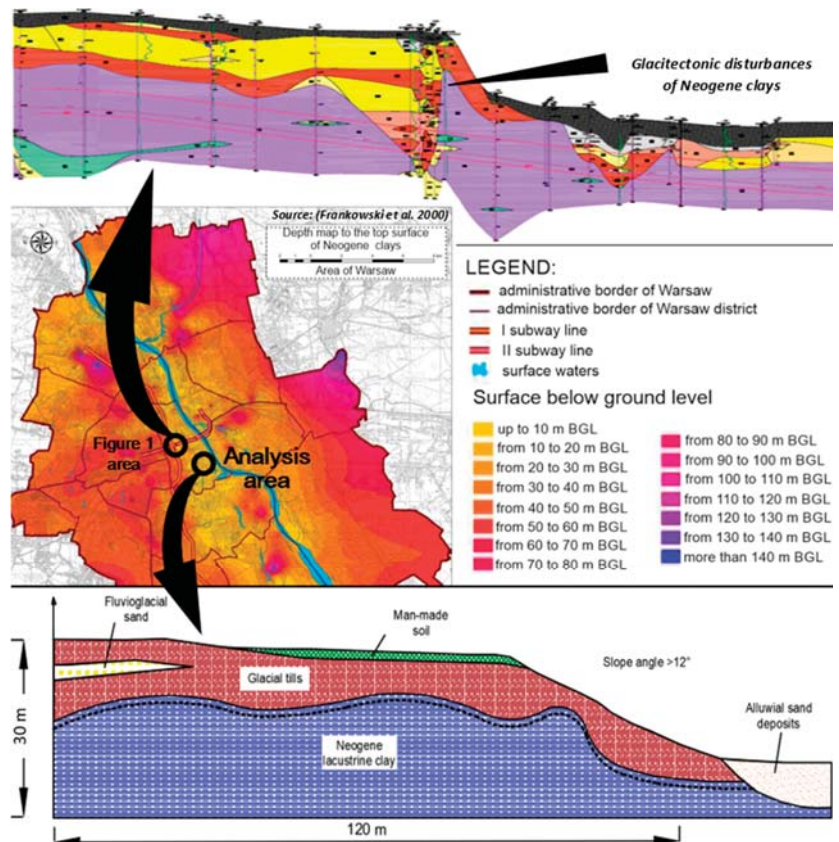 Glacitectonic disturbances
of Neogene clays
Source: (Frankowski et al. 2000)
Depth map to the top surface
of Neogene clays
Area of Warsaw
Figure 1
area
Analysis
area
LEGEND:
administrative border of Warsaw
administrative border of Warsaw district
I subway line
II subway line
surface waters
Surface below ground level
up to 10 m BGL
from 10 to 20 m BGL
from 20 to 30 m BGL
from 30 to 40 m BGL
from 40 to 50 m BGL
from 50 to 60 m BGL
from 60 to 70 m BGL
from 70 to 80 m BGL
from 80 to 90 m BGL
from 90 to 100 m BGL
from 100 to 110 m BGL
from 110 to 120 m BGL
from 120 to 130 m BGL
from 130 to 140 m BGL
more than 140 m BGL
Fluvioglacial
sand
Man-made
soil
Slope angle >12°
Glacial tills
Alluvial sand
deposits
Neogene
lacustrine clay
30 m
120 m